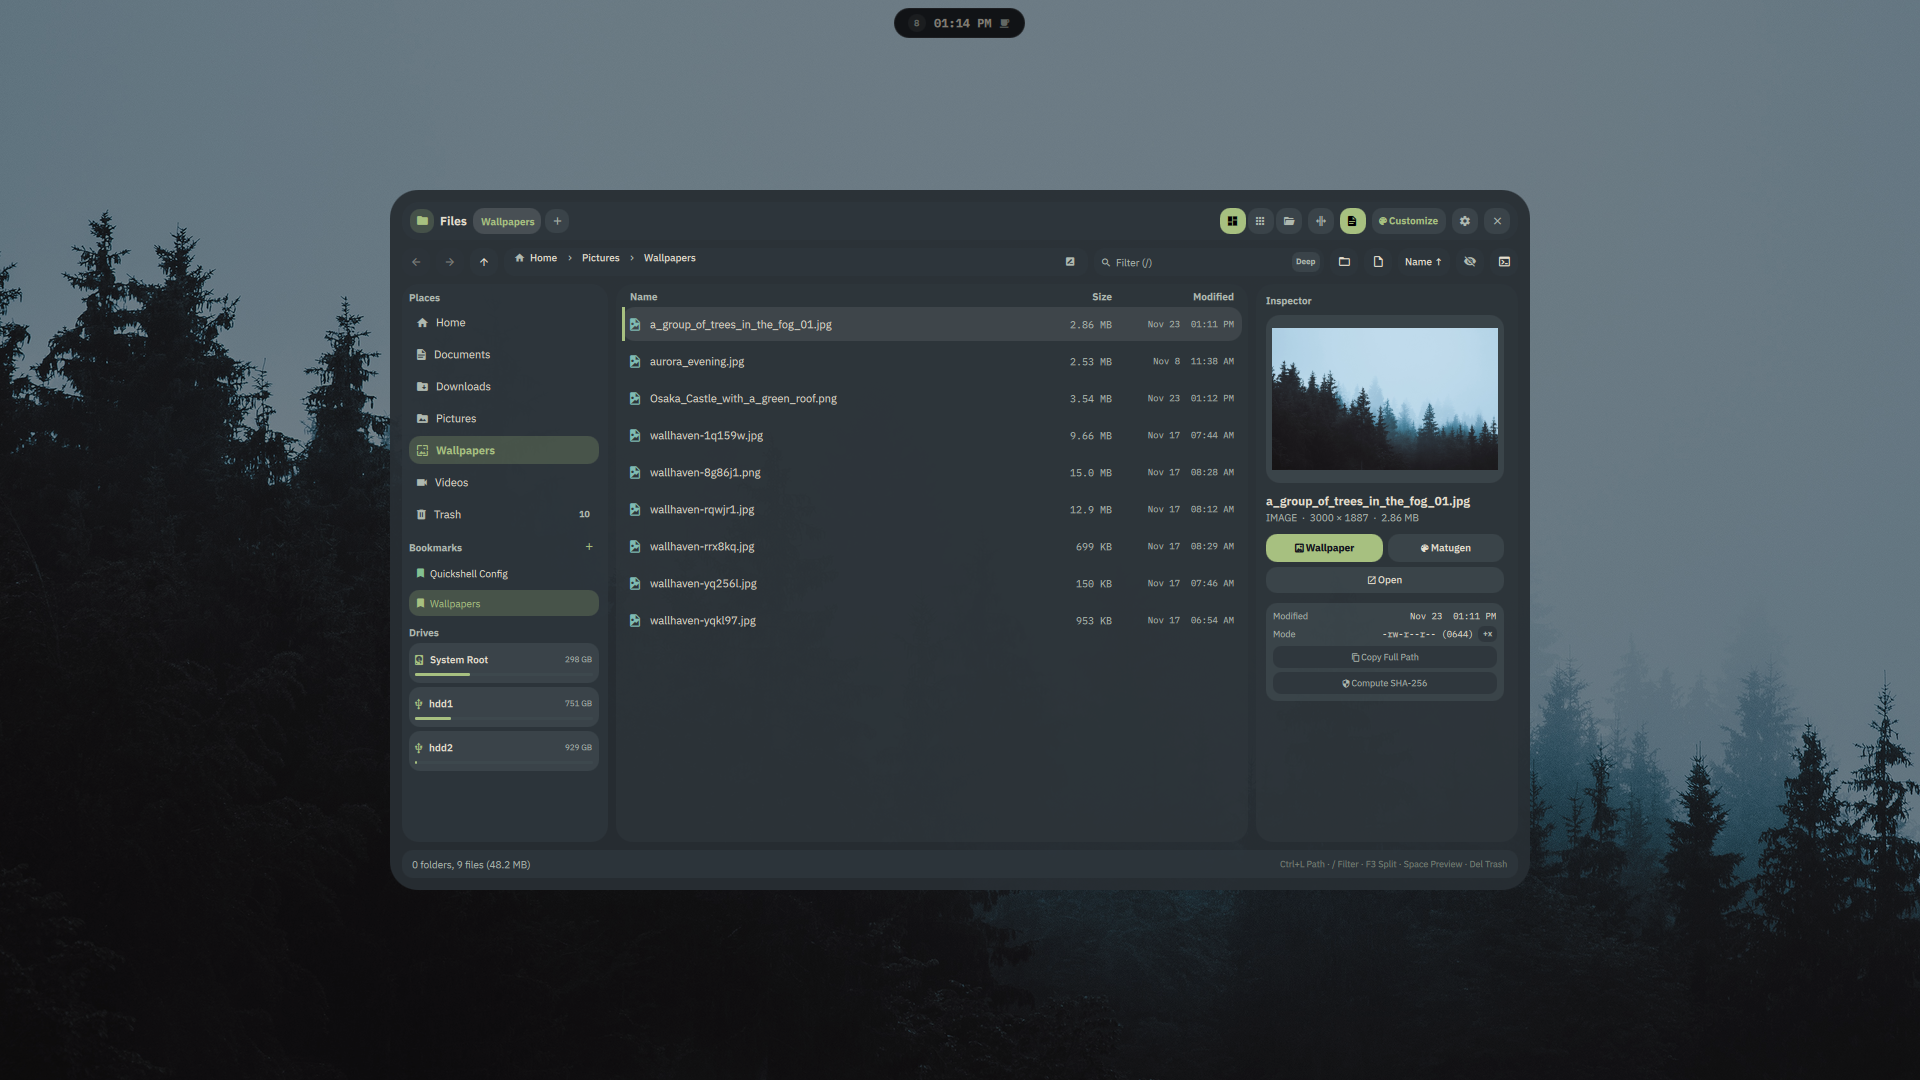 8 01:14 PM
Files Wallpapers +
Customize
Home Pictures Wallpapers
Filter (/) Deep
Name ↑
Places
Home
Documents
Downloads
Pictures
Wallpapers
Videos
Trash 10
Bookmarks +
Quickshell Config
Wallpapers
Drives
System Root 298 GB
hdd1 751 GB
hdd2 929 GB
Name Size Modified
a_group_of_trees_in_the_fog_01.jpg 2.86 MB Nov 23 01:11 PM
aurora_evening.jpg 2.53 MB Nov 8 11:38 AM
Osaka_Castle_with_a_green_roof.png 3.54 MB Nov 23 01:12 PM
wallhaven-1q159w.jpg 9.66 MB Nov 17 07:44 AM
wallhaven-8g86j1.png 15.0 MB Nov 17 08:28 AM
wallhaven-rqwjr1.jpg 12.9 MB Nov 17 08:12 AM
wallhaven-rrx8kq.jpg 699 KB Nov 17 08:29 AM
wallhaven-yq256l.jpg 150 KB Nov 17 07:46 AM
wallhaven-yqkl97.jpg 953 KB Nov 17 06:54 AM
Inspector
a_group_of_trees_in_the_fog_01.jpg
IMAGE · 3000 × 1887 · 2.86 MB
Wallpaper Matugen
Open
Modified Nov 23 01:11 PM
Mode -rw-r--r-- (0644) +x
Copy Full Path
Compute SHA-256
0 folders, 9 files (48.2 MB)
Ctrl+L Path · / Filter · F3 Split · Space Preview · Del Trash